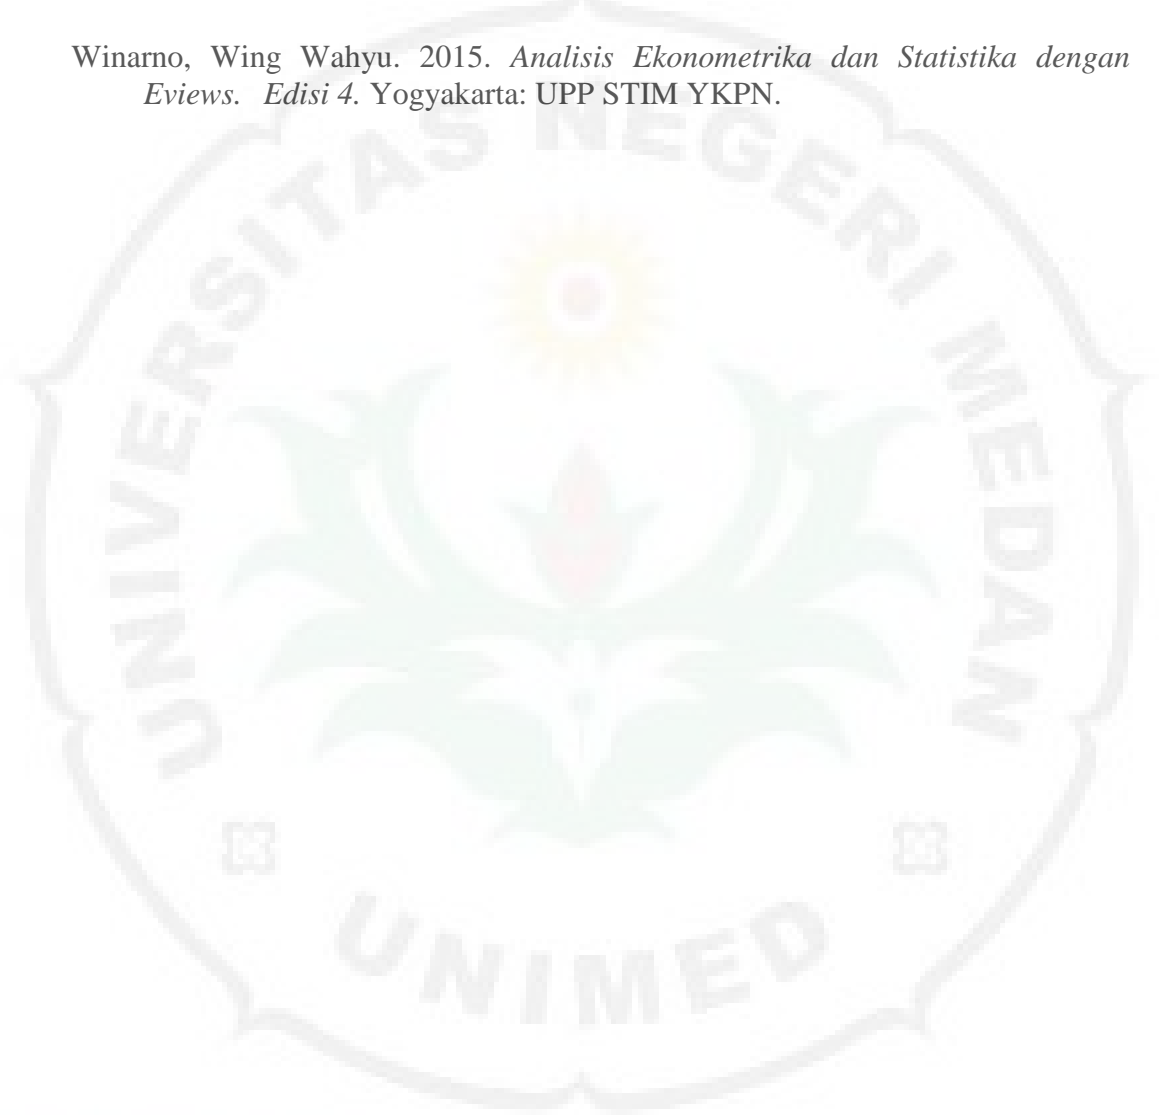 Winarno, Wing Wahyu. 2015. Analisis Ekonometrika dan Statistika dengan
Eviews. Edisi 4. Yogyakarta: UPP STIM YKPN.
UNIVERSITAS NEGERI MEDAN
UNIMED